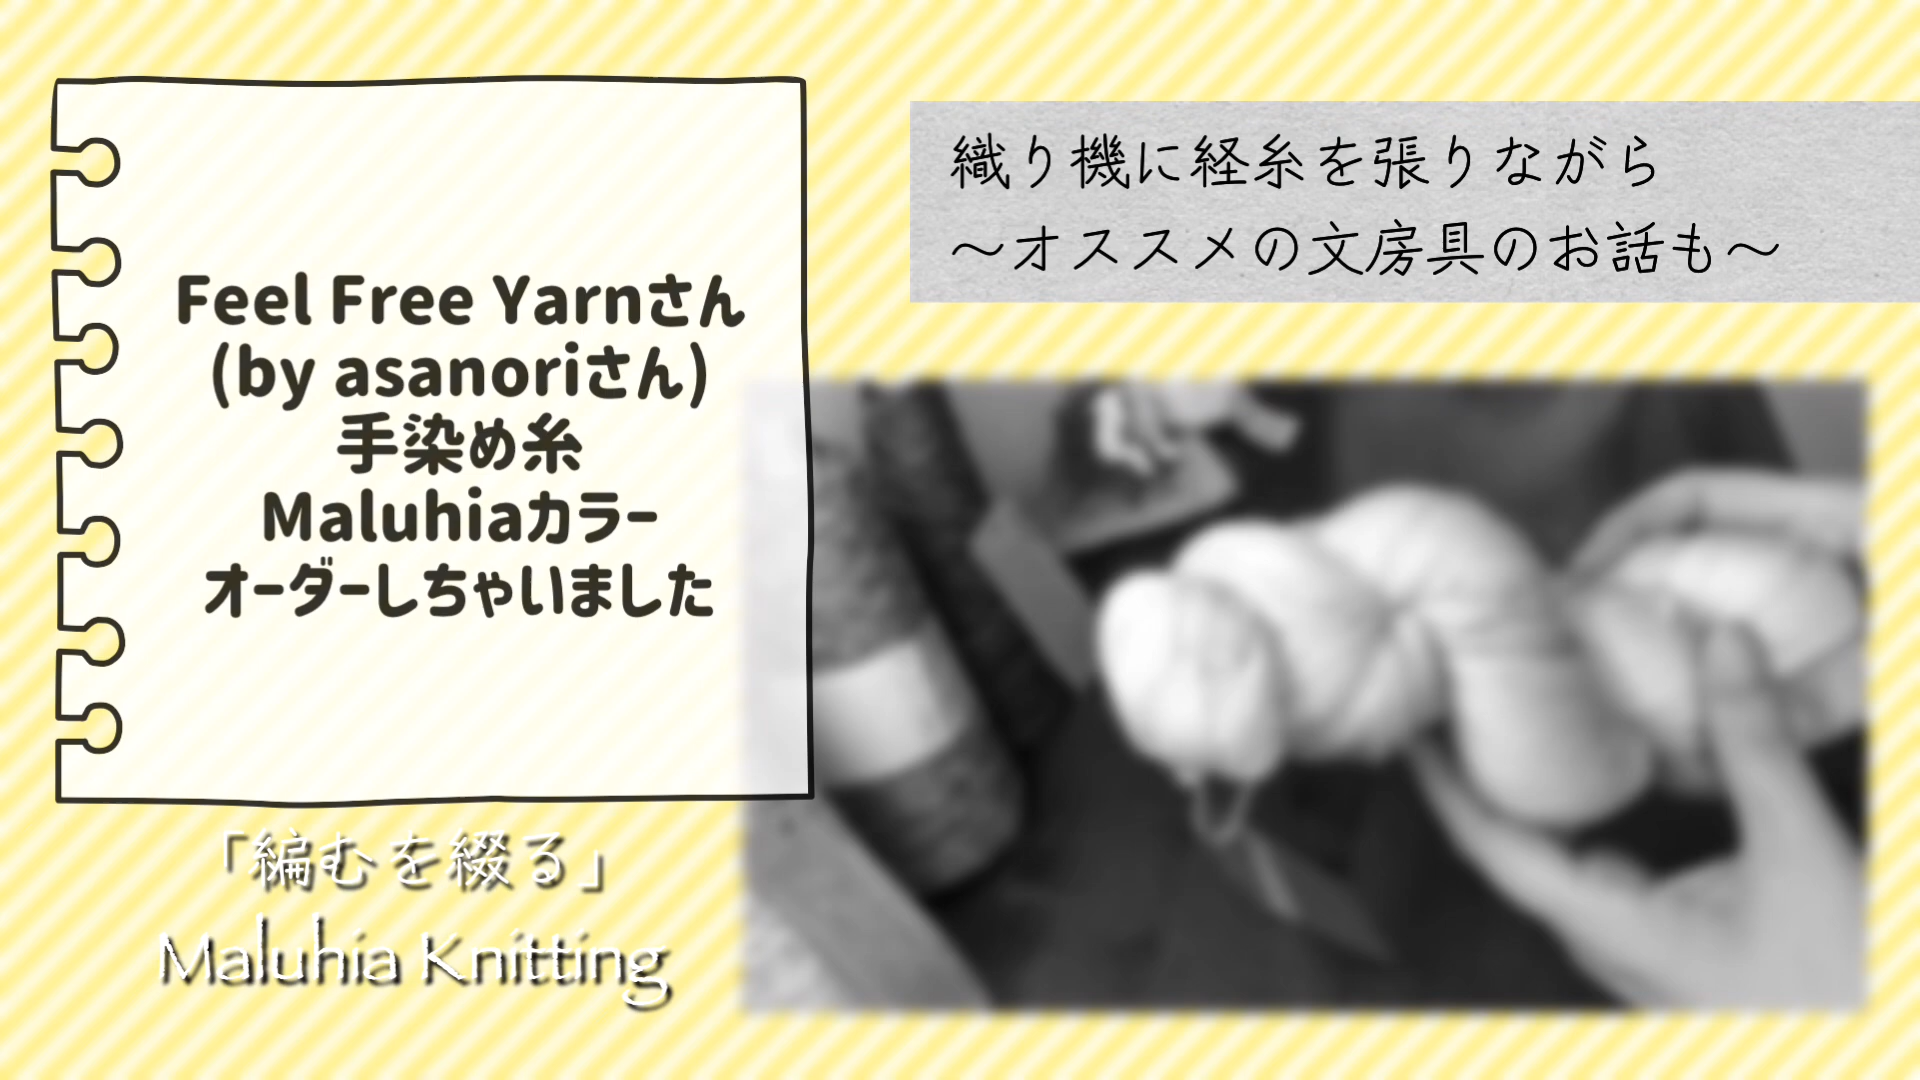 織り機に経糸を張りながら
～オススメの文房具のお話も～
Feel Free Yarnさん
(by asanoriさん)
手染め糸
Maluhiaカラー
オーダーしちゃいました
「編むを綴る」
Maluhia Knitting